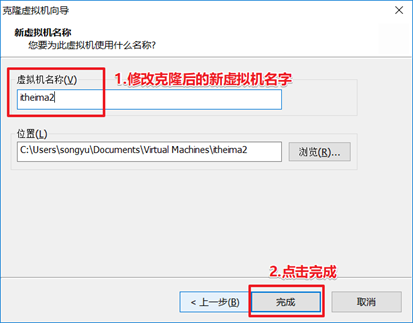 克隆虚拟机向导
新虚拟机名称
您要为此虚拟机使用什么名称?
虚拟机名称(V)
1.修改克隆后的新虚拟机名字
itheima2
位置(L)
C:\Users\songyu\Documents\Virtual Machines\itheima2
浏览(R)...
2.点击完成
< 上一步(B)
完成
取消